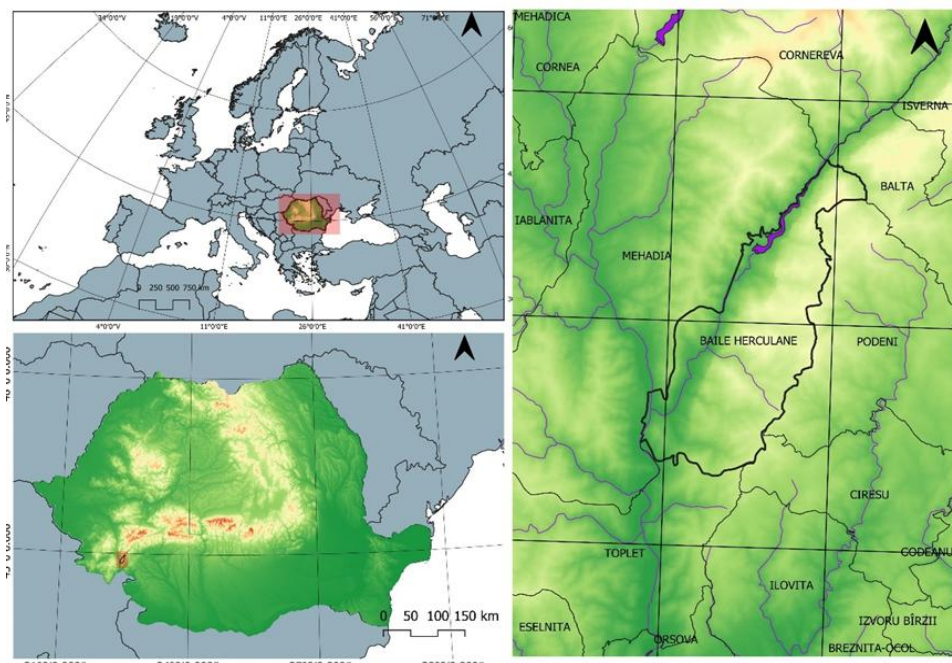 34°0'0"W
19°0'0"W
4°0'0"W
11°0'0"E
26°0'0"E
41°0'0"E
56°0'0"E
71°0'0"E
0 250 500 750 km
4°0'0"W
11°0'0"E
26°0'0"E
41°0'0"E
0 50 100 150 km
MEHADICA
CORNEREVA
CORNEA
ISVERNA
BALTA
IABLANITA
MEHADIA
BAILE HERCULANE
PODENI
CIRESU
TOPLET
GODEANU
ILOVITA
ESELNITA
IZVORU BÎRZII
ORSOVA
BREZNITA-OCOL